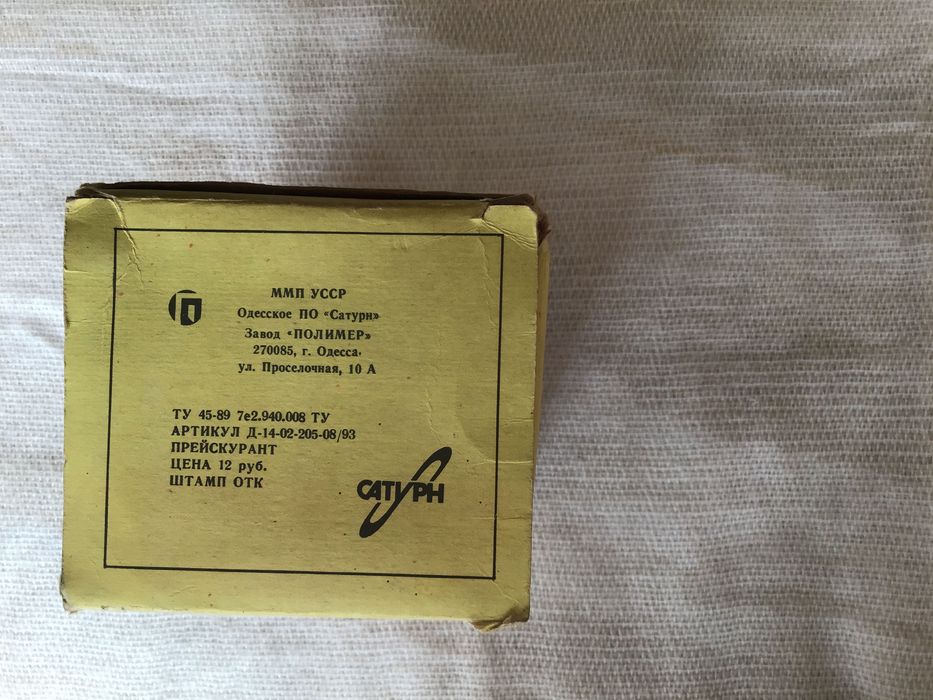 ММП УССР
Одесское ПО «Сатурн»
Завод «ПОЛИМЕР»
270085, г. Одесса,
ул. Проселочная, 10 А
ТУ 45-89 7е2.940.008 ТУ
АРТИКУЛ Д-14-02-205-08/93
ПРЕЙСКУРАНТ
ЦЕНА 12 руб.
ШТАМП ОТК
САТУРН